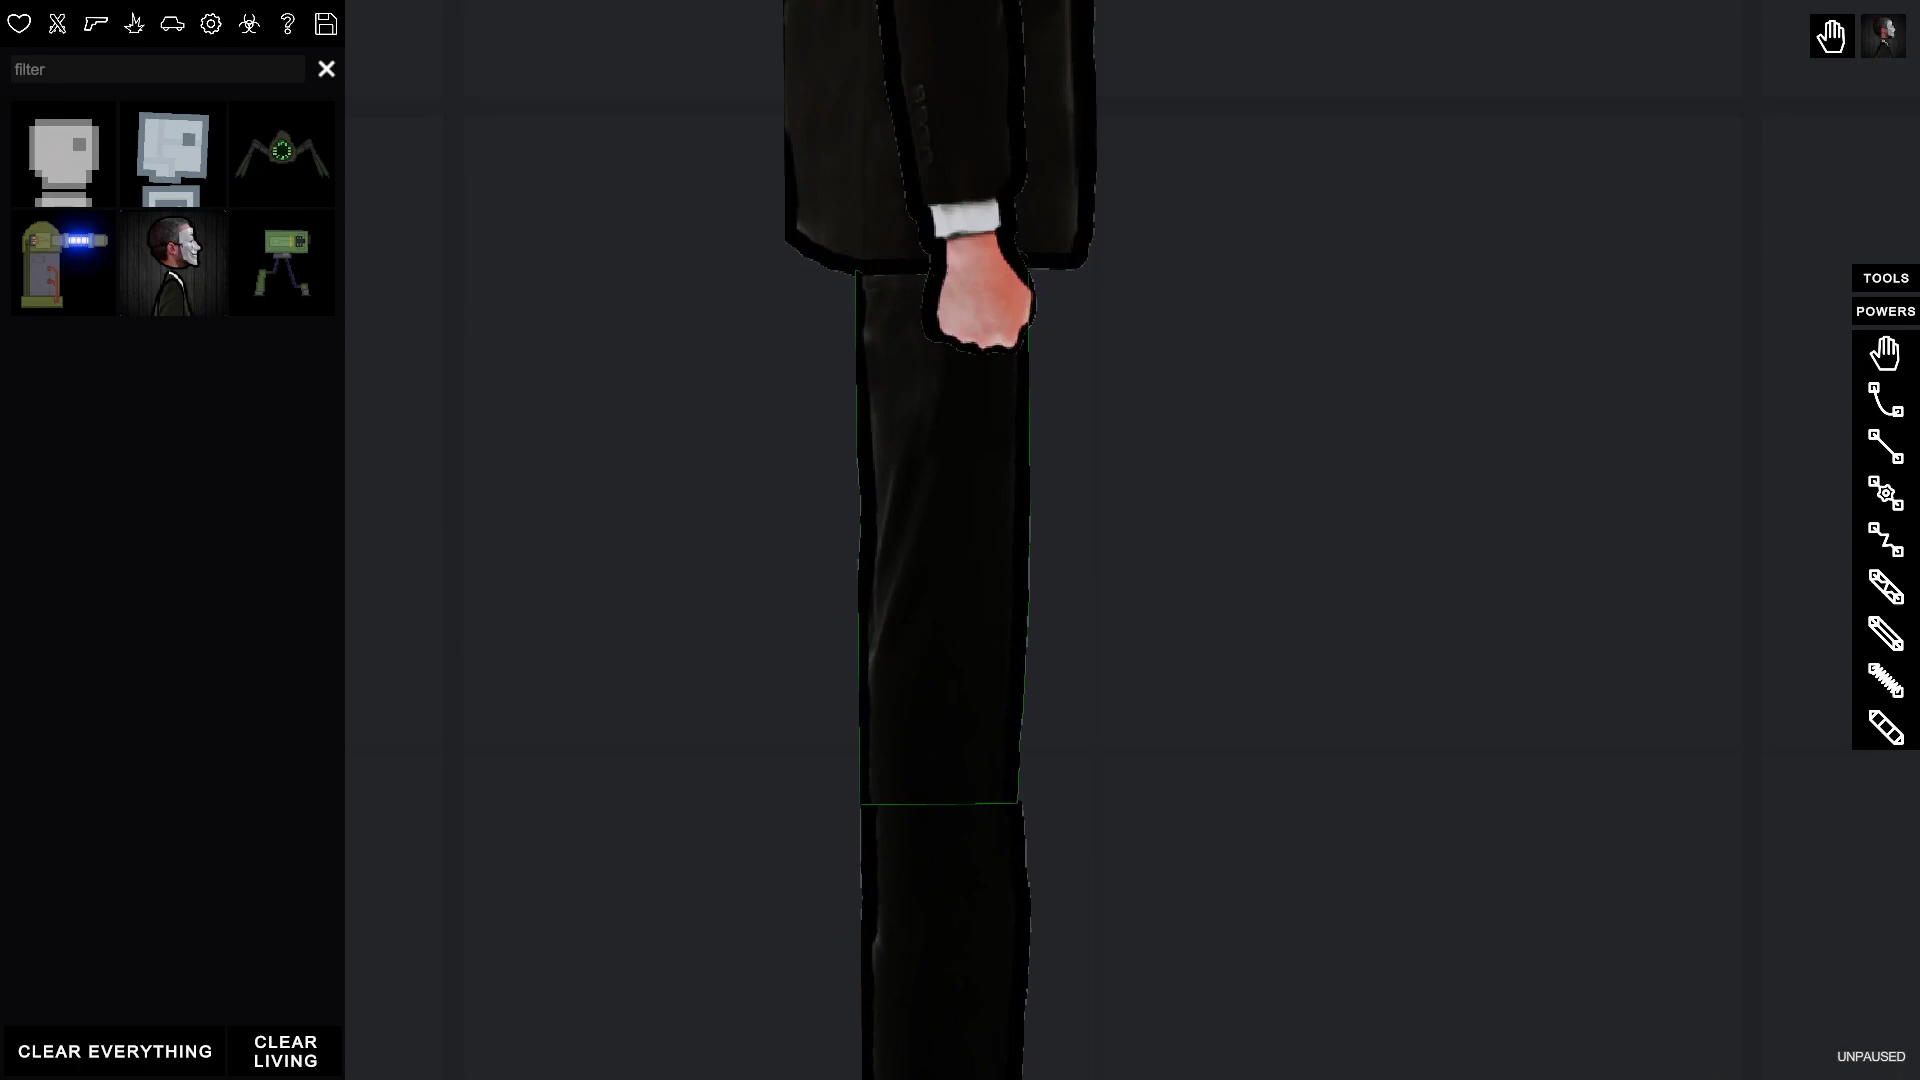 filter
TOOLS
POWERS
CLEAR EVERYTHING
CLEAR
LIVING
UNPAUSED